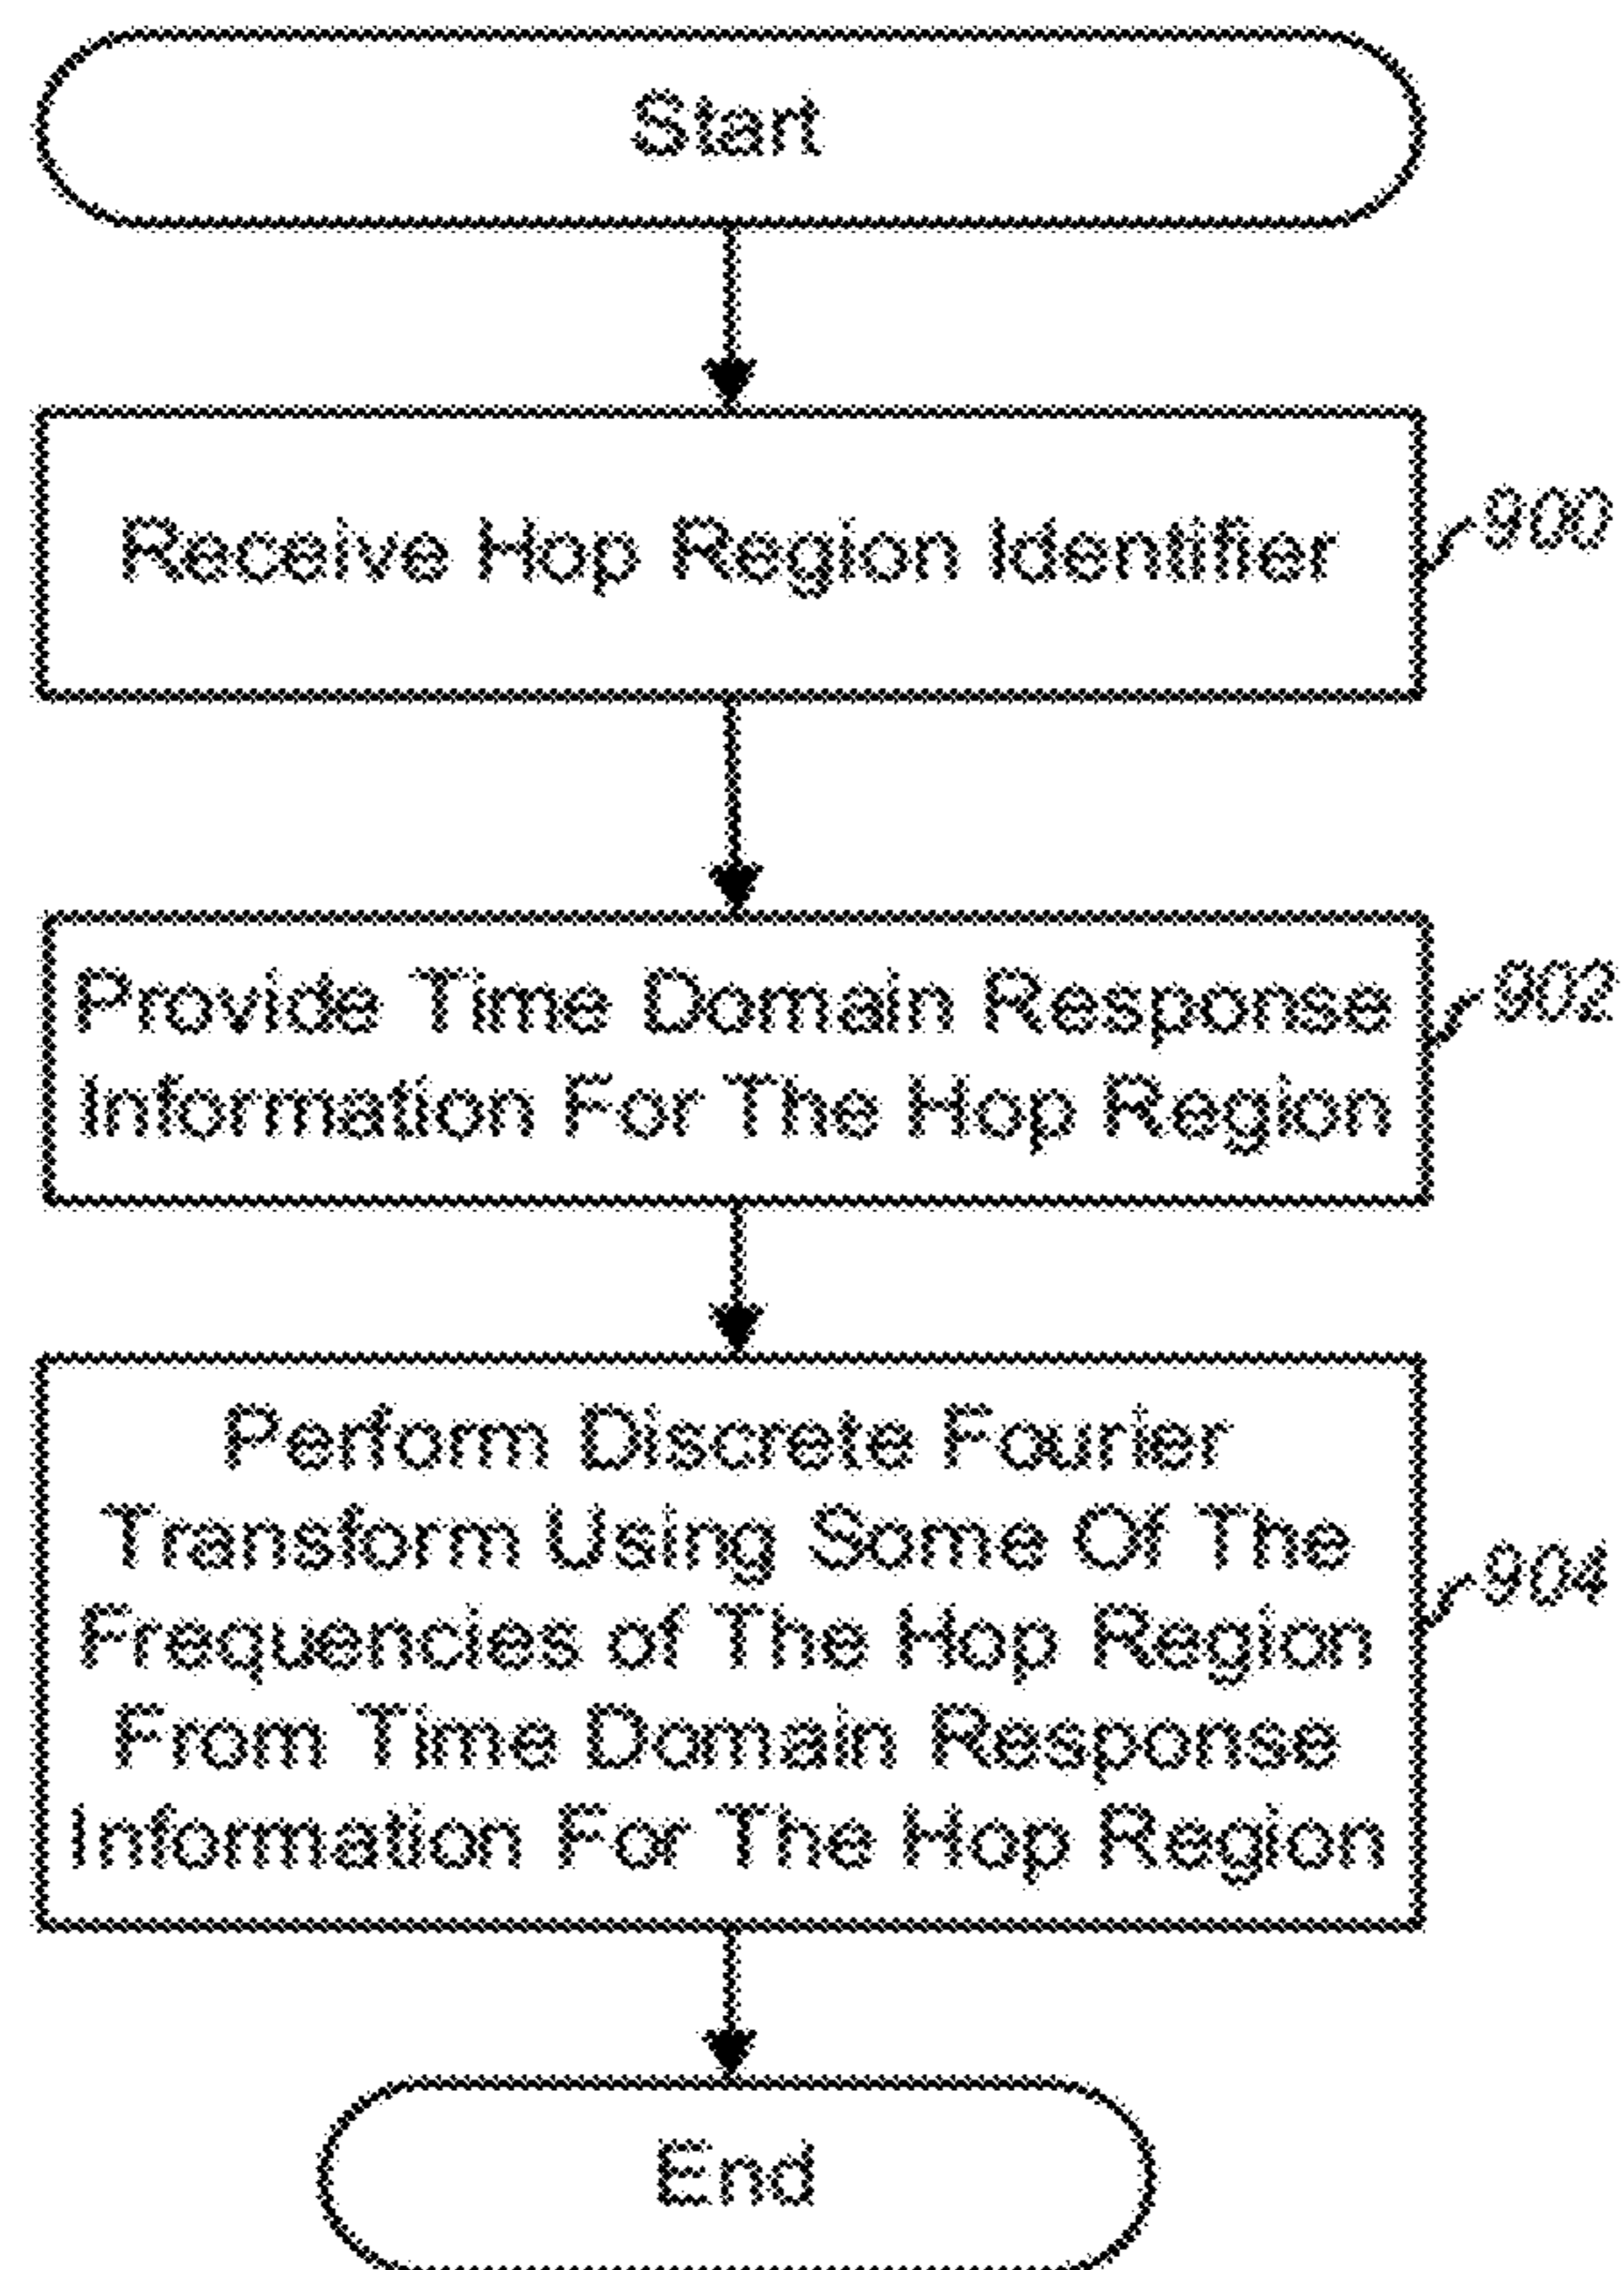 Start
Receive Hop Region Identifier
900
Provide Time Domain Response
Information For The Hop Region
902
Perform Discrete Fourier
Transform Using Some Of The
Frequencies of The Hop Region
From Time Domain Response
Information For The Hop Region
904
End